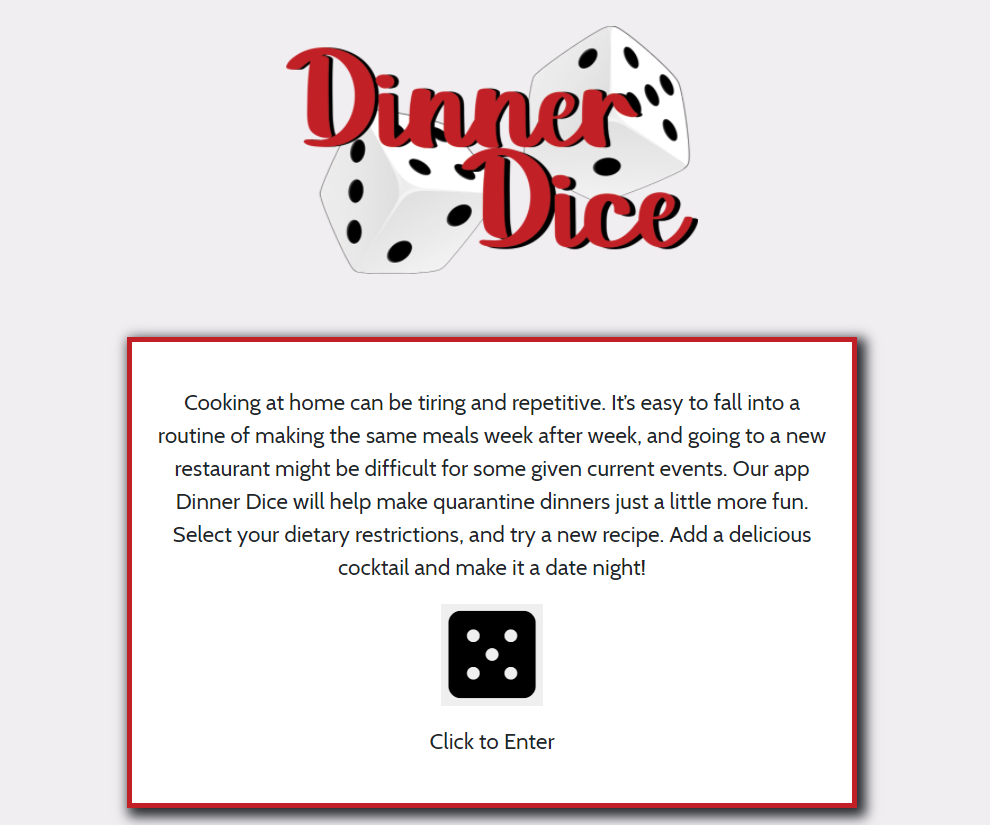 Dinner
Dice
Cooking at home can be tiring and repetitive. It's easy to fall into a
routine of making the same meals week after week, and going to a new
restaurant might be difficult for some given current events. Our app
Dinner Dice will help make quarantine dinners just a little more fun.
Select your dietary restrictions, and try a new recipe. Add a delicious
cocktail and make it a date night!
Click to Enter